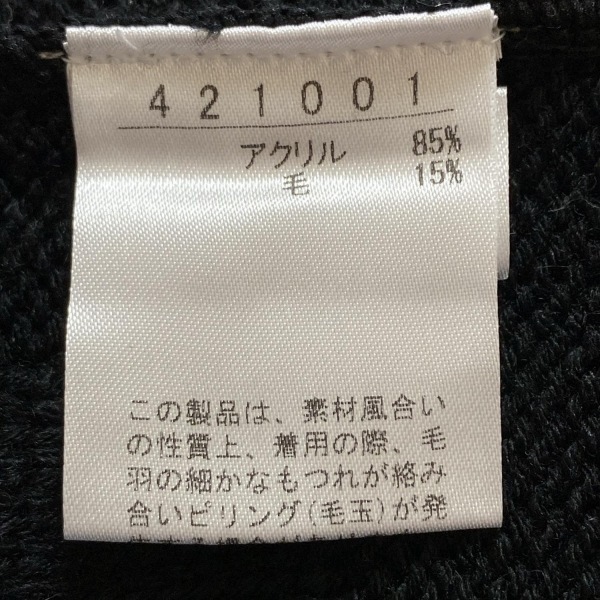 421001
アクリル 85%
毛 15%
この製品は、素材風合い
の性質上、着用の際、毛
羽の細かなもつれが絡み
合いピリング(毛玉)が発